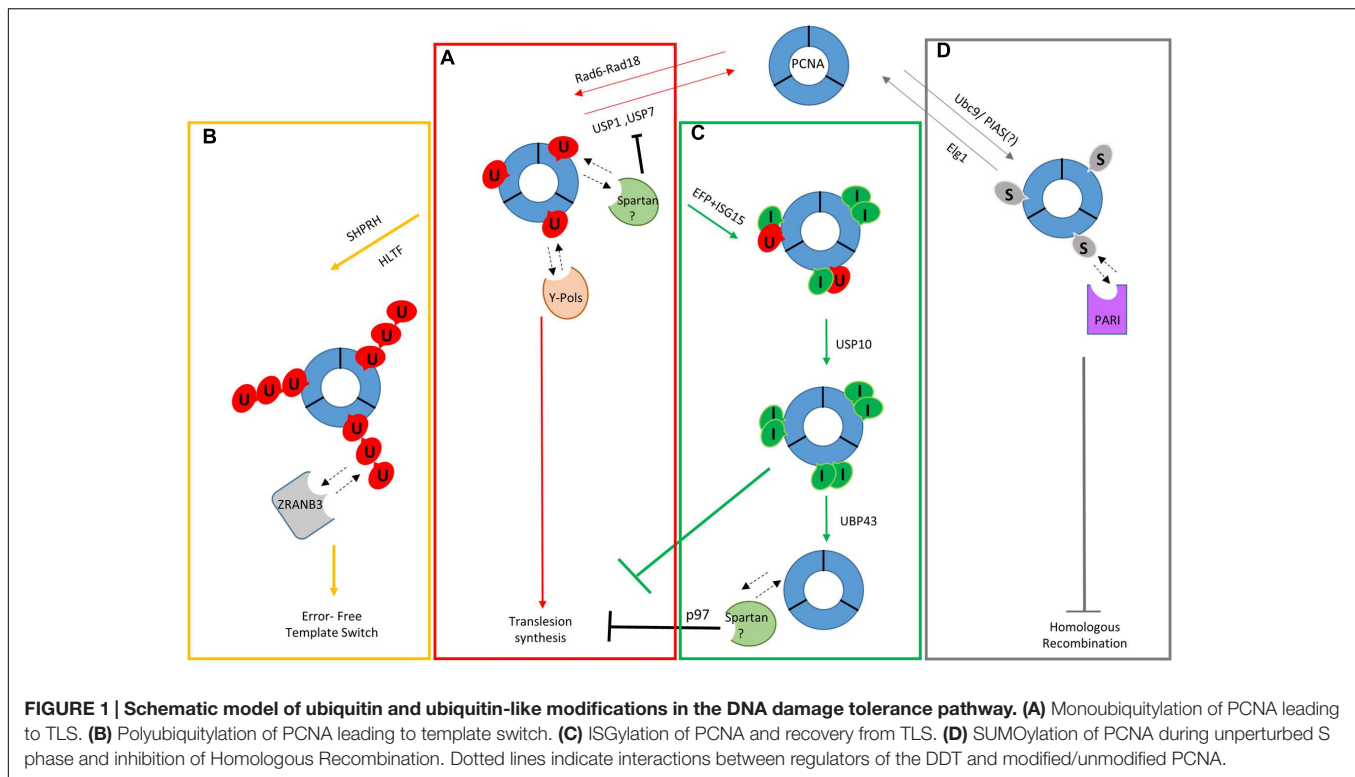 A
B
C
D
PCNA
Rad6-Rad18
USP1 ,USP7
U
U
U
Spartan
?
Y-Pols
Translesion
synthesis
SHPRH
HLTF
U
U
U
U
U
U
U
U
U
ZRANB3
Error- Free
Template Switch
EFP+ISG15
I
U
I
I
I
U
USP10
I
I
I
I
I
I
UBP43
p97
Spartan
?
Ubc9/ PIAS(?)
Elg1
S
S
S
PARI
Homologous
Recombination
FIGURE 1 | Schematic model of ubiquitin and ubiquitin-like modifications in the DNA damage tolerance pathway. (A) Monoubiquitylation of PCNA leading
to TLS. (B) Polyubiquitylation of PCNA leading to template switch. (C) ISGylation of PCNA and recovery from TLS. (D) SUMOylation of PCNA during unperturbed S
phase and inhibition of Homologous Recombination. Dotted lines indicate interactions between regulators of the DDT and modified/unmodified PCNA.